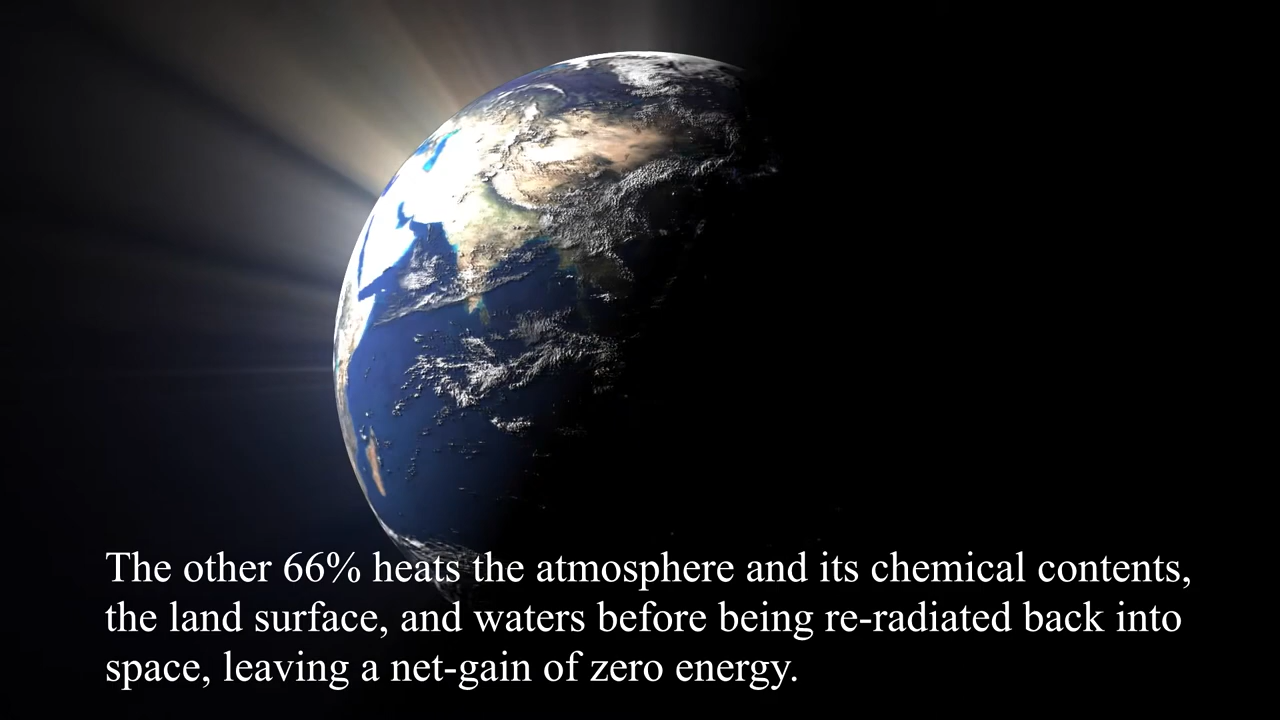 The other 66% heats the atmosphere and its chemical contents,
the land surface, and waters before being re-radiated back into
space, leaving a net-gain of zero energy.